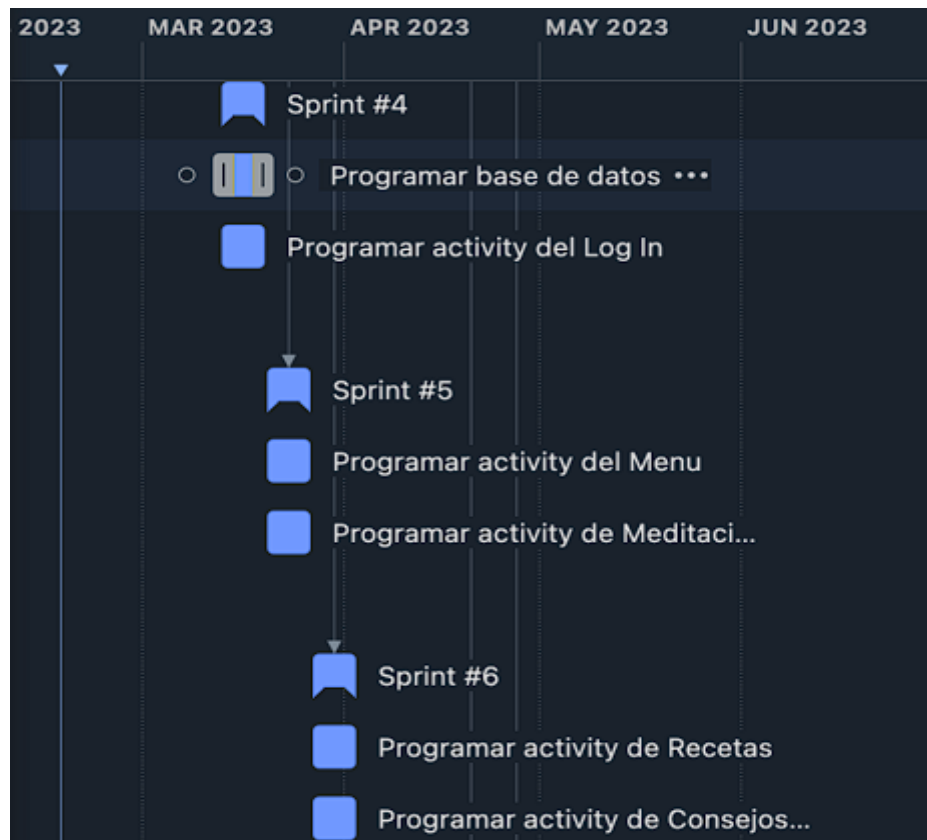 2023 MAR 2023 APR 2023 MAY 2023 JUN 2023
Sprint #4
Programar base de datos •••
Programar activity del Log In
Sprint #5
Programar activity del Menu
Programar activity de Meditaci...
Sprint #6
Programar activity de Recetas
Programar activity de Consejos...